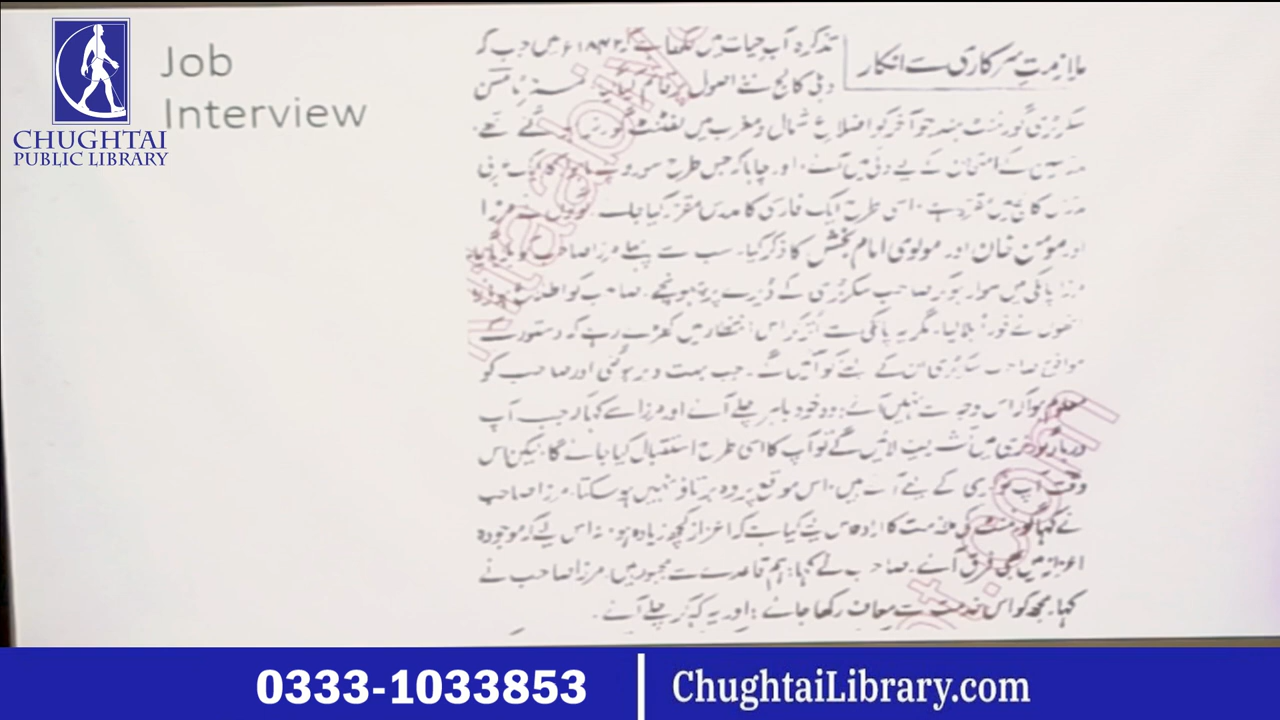 CHUGHTAI
PUBLIC LIBRARY
Job
Interview
ملازمتِ سرکاری سے انکار
تذکرہ آبِ حیات میں لکھا ہے کہ ۱۸۴۲ء میں جب کہ
دہلی کالج نئے اصول پر قائم کیا گیا
سکرٹری گورنمنٹ ہند جو آخر کو اضلاع شمال و مغرب میں لفٹنٹ گورنر ہو گئے تھے،
مدرسین کے امتحان کے لیے دلی میں آئے، اور چاہا کہ جس طرح سو روپے ماہوار کا ایک عربی
مدرس کالج میں مقرر ہے، اسی طرح ایک فارسی کا مدرس مقرر کیا جائے۔ لوگوں نے مرزا
اور مومن خان اور مولوی امام بخش کا ذکر کیا۔ سب سے پہلے مرزا صاحب کو بلایا گیا،
مرزا پالکی میں سوار ہو کر صاحب سکرٹری کے ڈیرے پر پہونچے۔ صاحب کو اطلاع ہوئی،
انھوں نے فوراً بلا لیا۔ مگر یہ پالکی سے اتر کر اس انتظار میں کھڑے رہے کہ دستور کے
موافق صاحب سکرٹری ان کے لینے کو آئیں گے۔ جب بہت دیر ہو گئی اور صاحب کو
معلوم ہوا کہ اس وجہ سے نہیں آئے؛ وہ خود باہر چلے آئے اور مرزا سے کہا کہ جب آپ
دربار گورنری میں تشریف لائیں گے تو آپ کا اسی طرح استقبال کیا جائے گا؛ لیکن اس
وقت آپ نوکری کے لیے آئے ہیں، اس موقع پر وہ برتاؤ نہیں ہو سکتا۔ مرزا صاحب
نے کہا گورنمنٹ کی ملازمت کا ارادہ اس لیے کیا ہے کہ اعزاز کچھ زیادہ ہو، نہ اس لیے کہ موجودہ
اعزاز میں بھی فرق آئے۔ صاحب نے کہا: ہم قاعدے سے مجبور ہیں۔ مرزا صاحب نے
کہا۔ مجھ کو اس خدمت سے معاف رکھا جائے؛ اور یہ کہہ کر چلے آئے۔
0333-1033853
ChughtaiLibrary.com